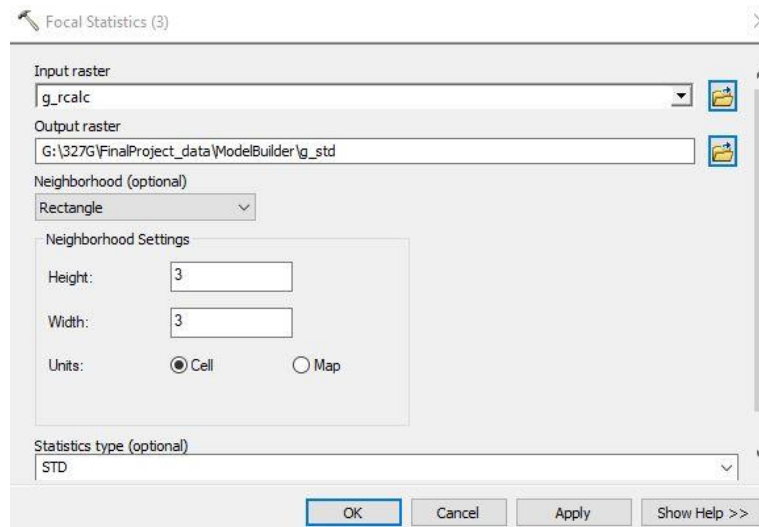 Focal Statistics (3)
Input raster
g_rcalc
Output raster
G:\327G\FinalProject_data\ModelBuilder\g_std
Neighborhood (optional)
Rectangle
Neighborhood Settings
Height:
3
Width:
3
Units:
Cell
Map
Statistics type (optional)
STD
OK
Cancel
Apply
Show Help >>